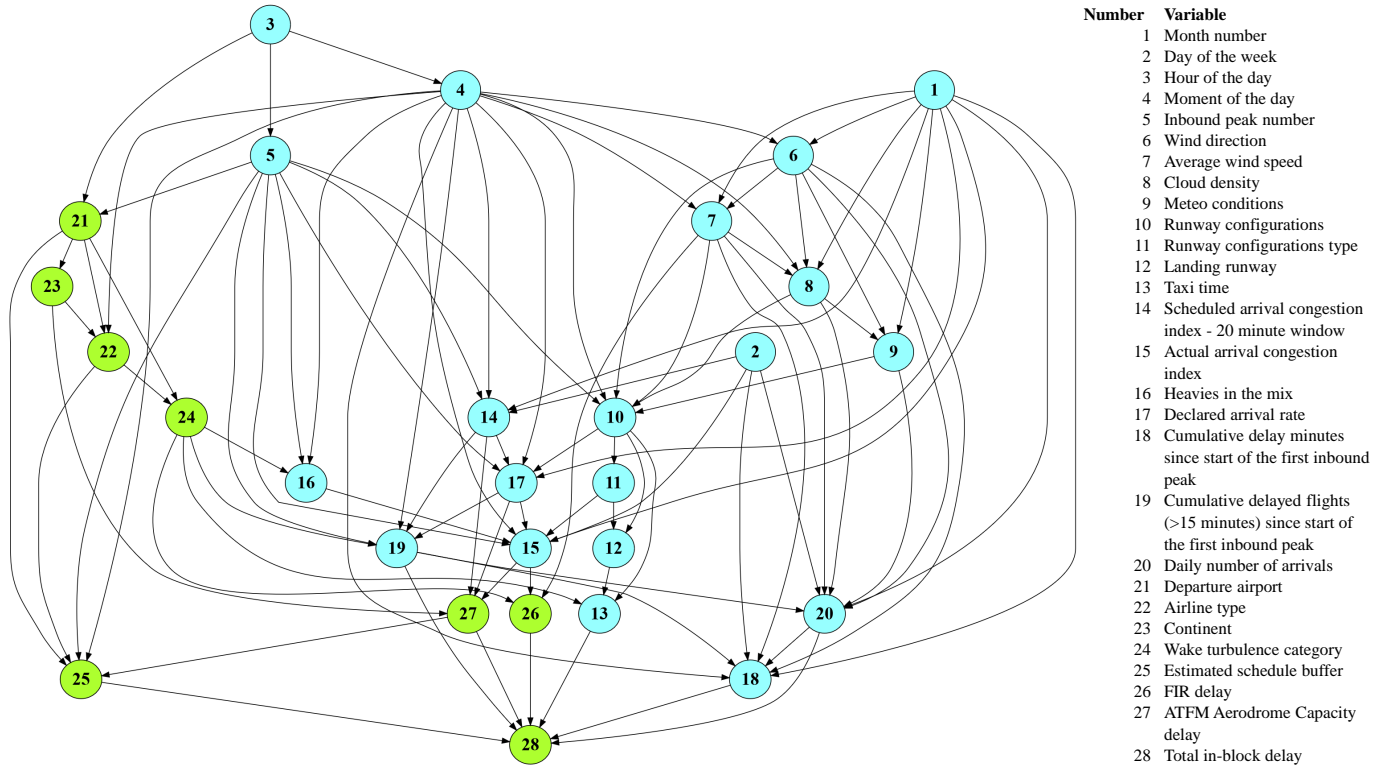 3
4
1
5
6
21
7
23
8
22
2
9
24
14
10
16
17
11
19
15
12
27
26
13
20
25
18
28
Number Variable
1 Month number
2 Day of the week
3 Hour of the day
4 Moment of the day
5 Inbound peak number
6 Wind direction
7 Average wind speed
8 Cloud density
9 Meteo conditions
10 Runway configurations
11 Runway configurations type
12 Landing runway
13 Taxi time
14 Scheduled arrival congestion
index - 20 minute window
15 Actual arrival congestion
index
16 Heavies in the mix
17 Declared arrival rate
18 Cumulative delay minutes
since start of the first inbound
peak
19 Cumulative delayed flights
(>15 minutes) since start of
the first inbound peak
20 Daily number of arrivals
21 Departure airport
22 Airline type
23 Continent
24 Wake turbulence category
25 Estimated schedule buffer
26 FIR delay
27 ATFM Aerodrome Capacity
delay
28 Total in-block delay